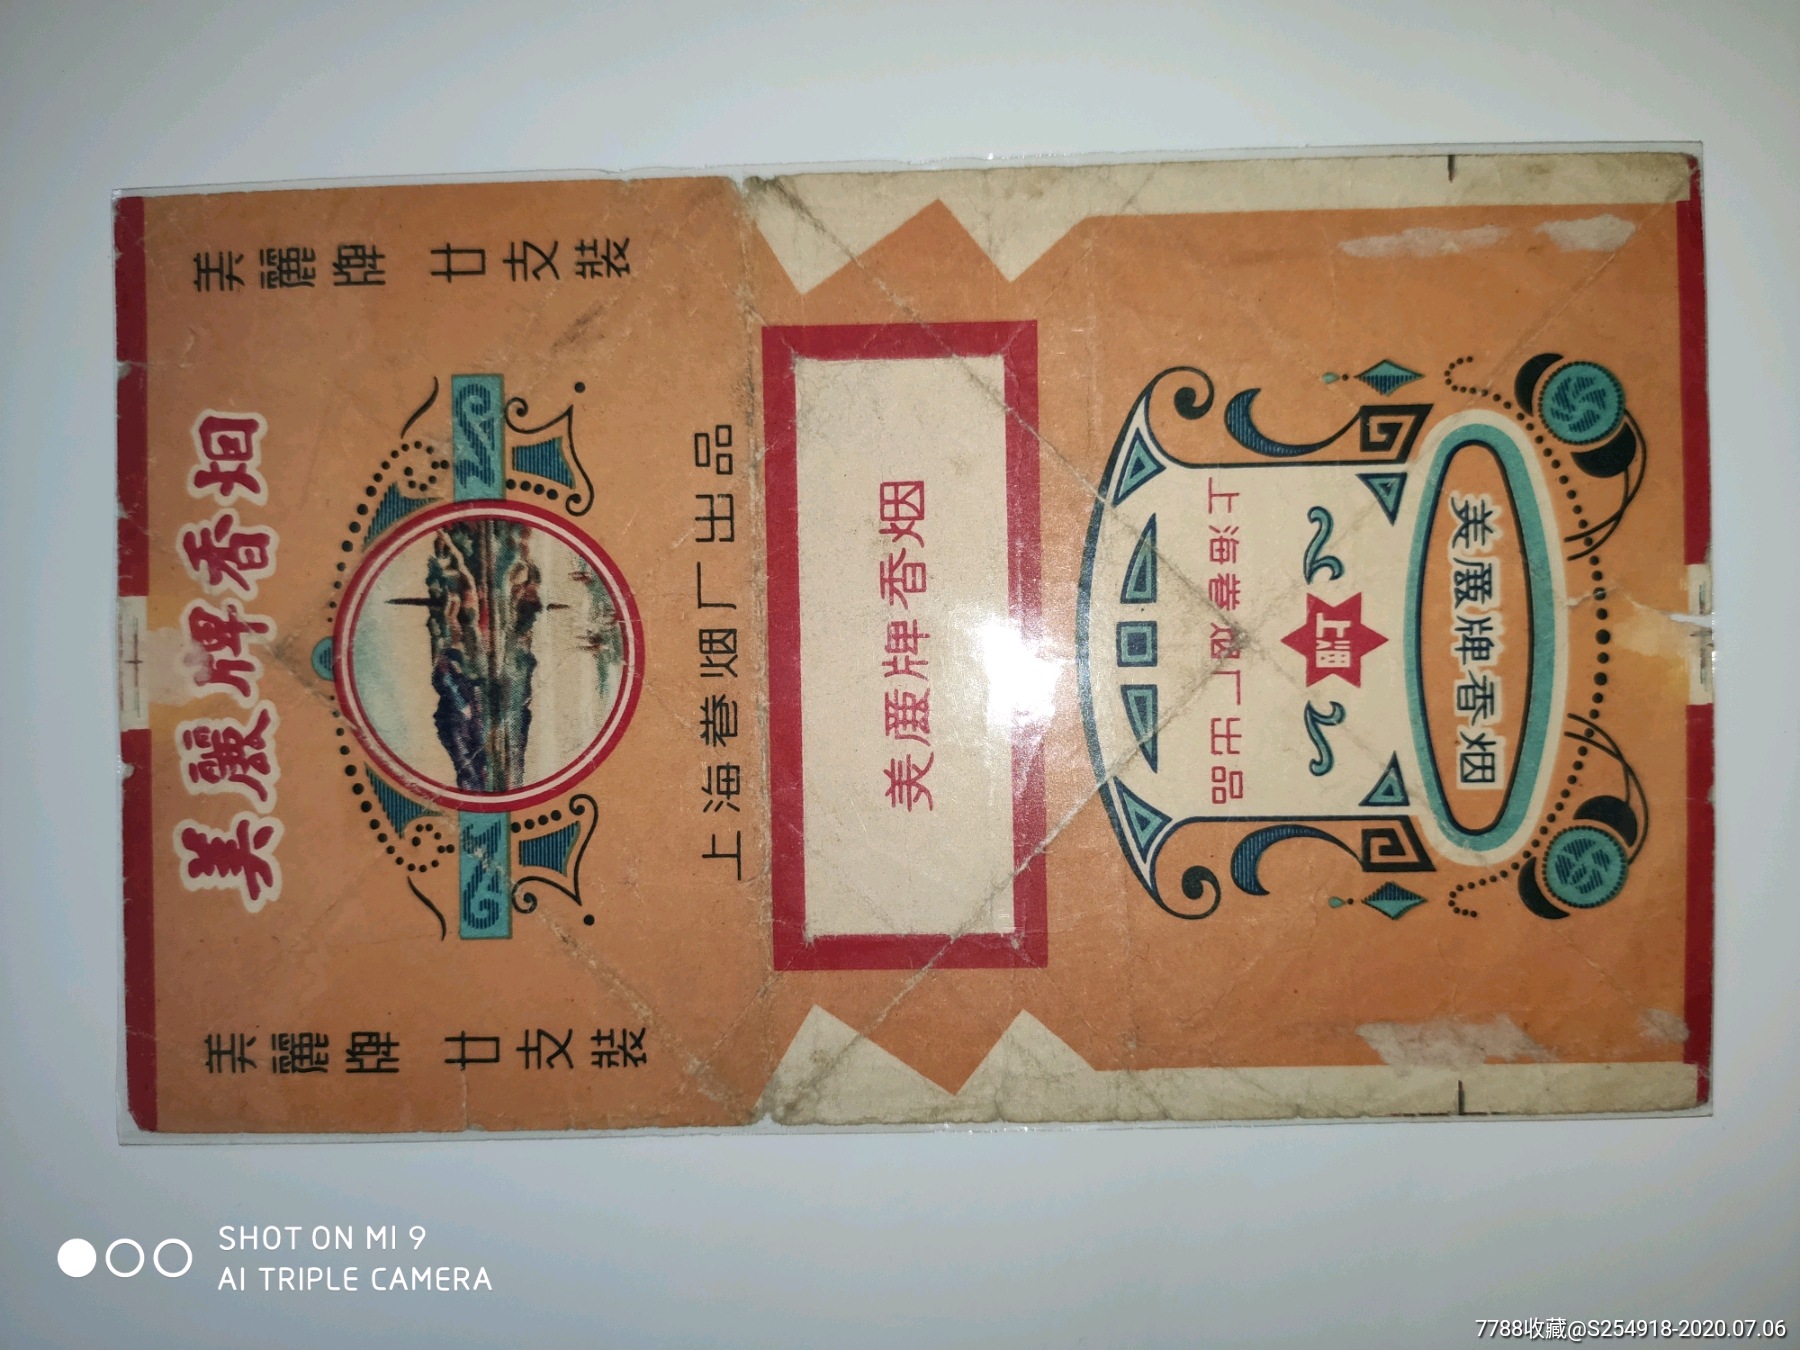 美麗牌香烟
美麗牌 廿支裝
美麗牌 廿支裝
上海卷烟厂出品
美麗牌香烟
美麗牌香烟
上海卷烟厂出品
SHOT ON MI 9
AI TRIPLE CAMERA
7788收藏@S254918-2020.07.06